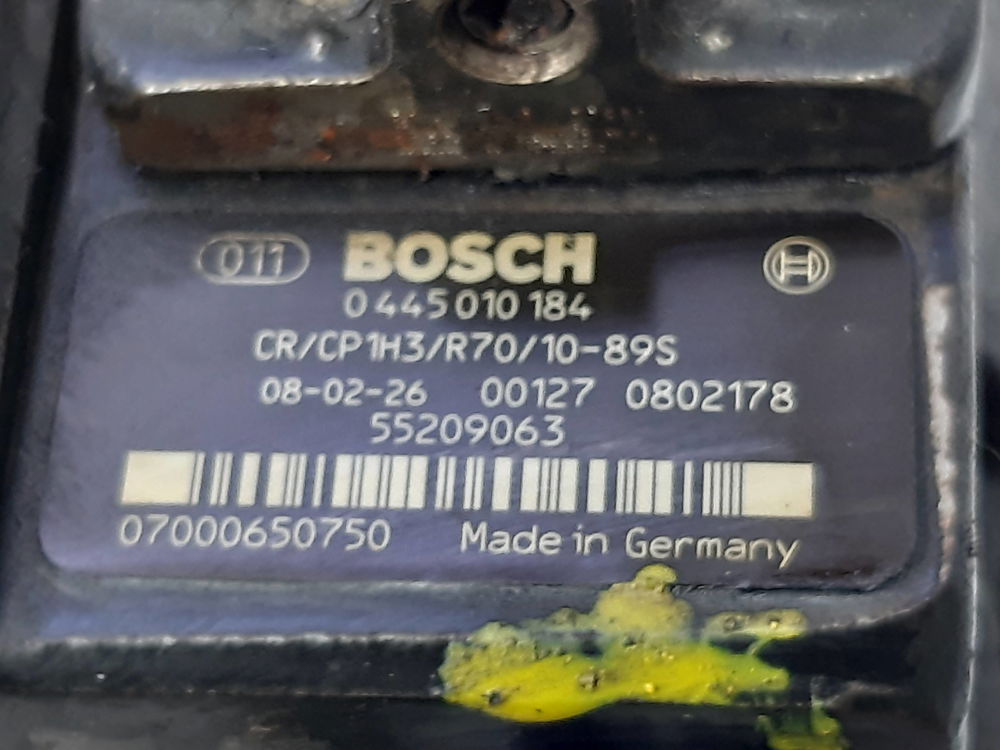 011 BOSCH
0 445 010 184
CR/CP1H3/R70/10-89S
08-02-26 00127 0802178
55209063
07000650750 Made in Germany